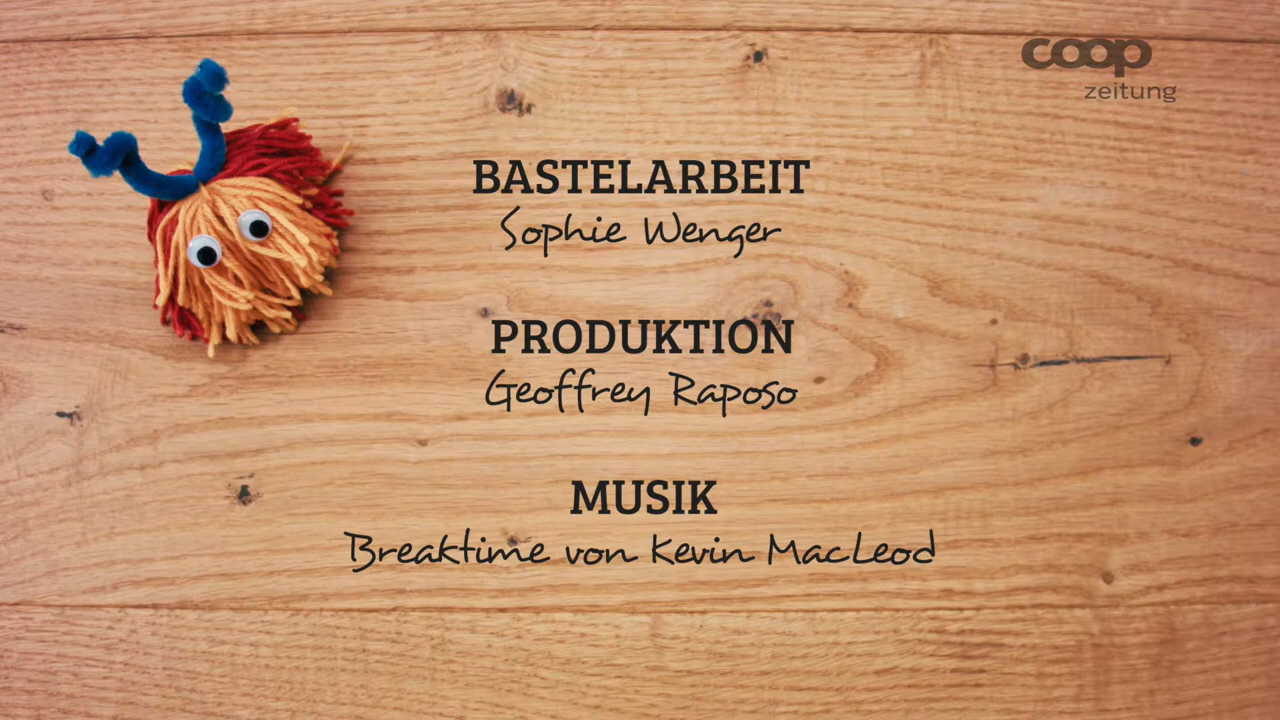 coop
zeitung
BASTELARBEIT
Sophie Wenger
PRODUKTION
Geoffrey Raposo
MUSIK
Breaktime von Kevin MacLeod